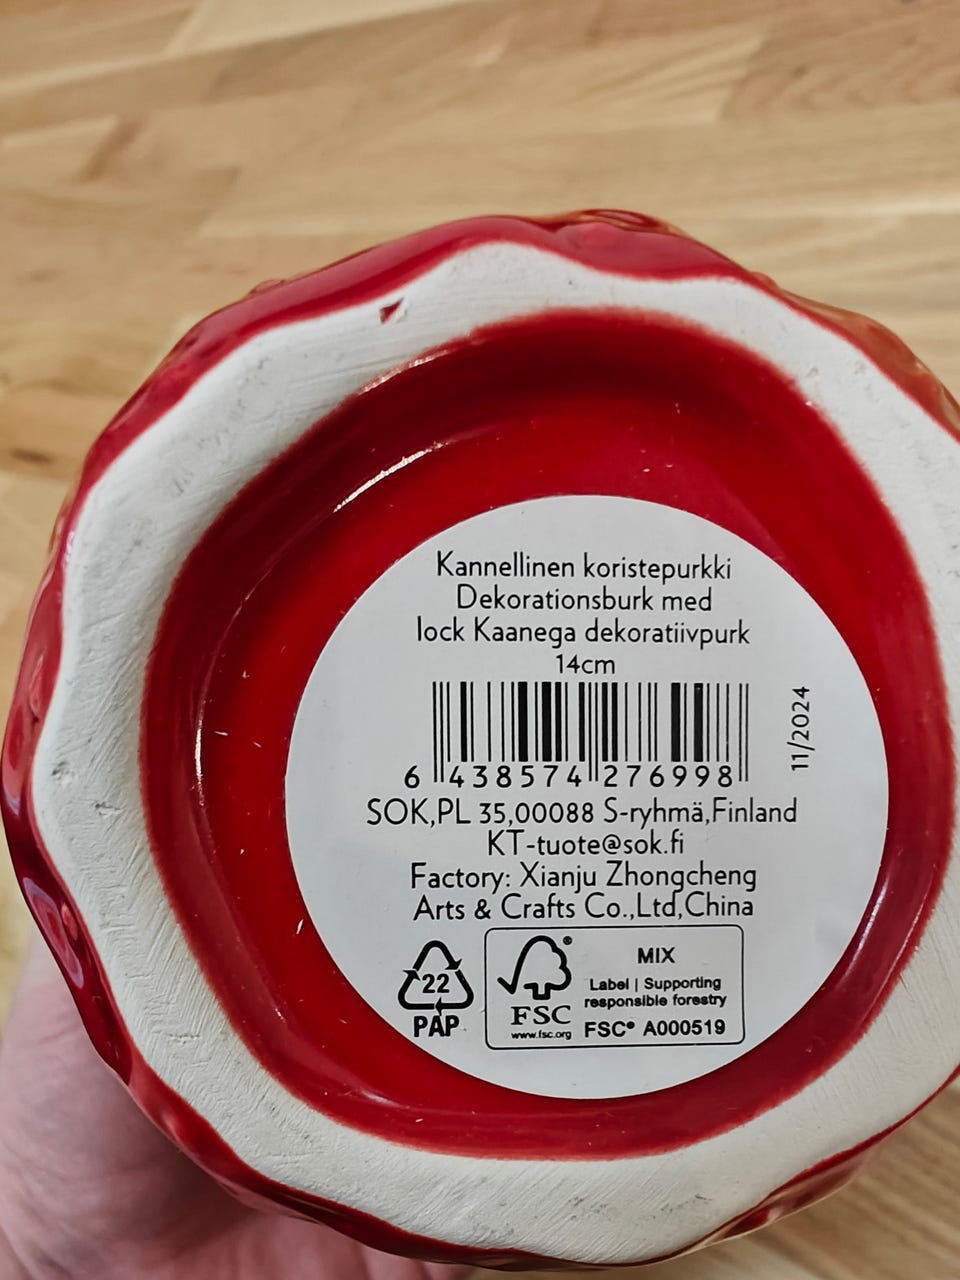 Kannellinen koristepurkki
Dekorationsburk med
lock Kaanega dekoratiivpurk
14cm
11/2024
6 438574 276998
SOK,PL 35,00088 S-ryhmä,Finland
KT-tuote@sok.fi
Factory: Xianju Zhongcheng
Arts & Crafts Co.,Ltd,China
22
PAP
FSC®
www.fsc.org
MIX
Label | Supporting
responsible forestry
FSC® A000519